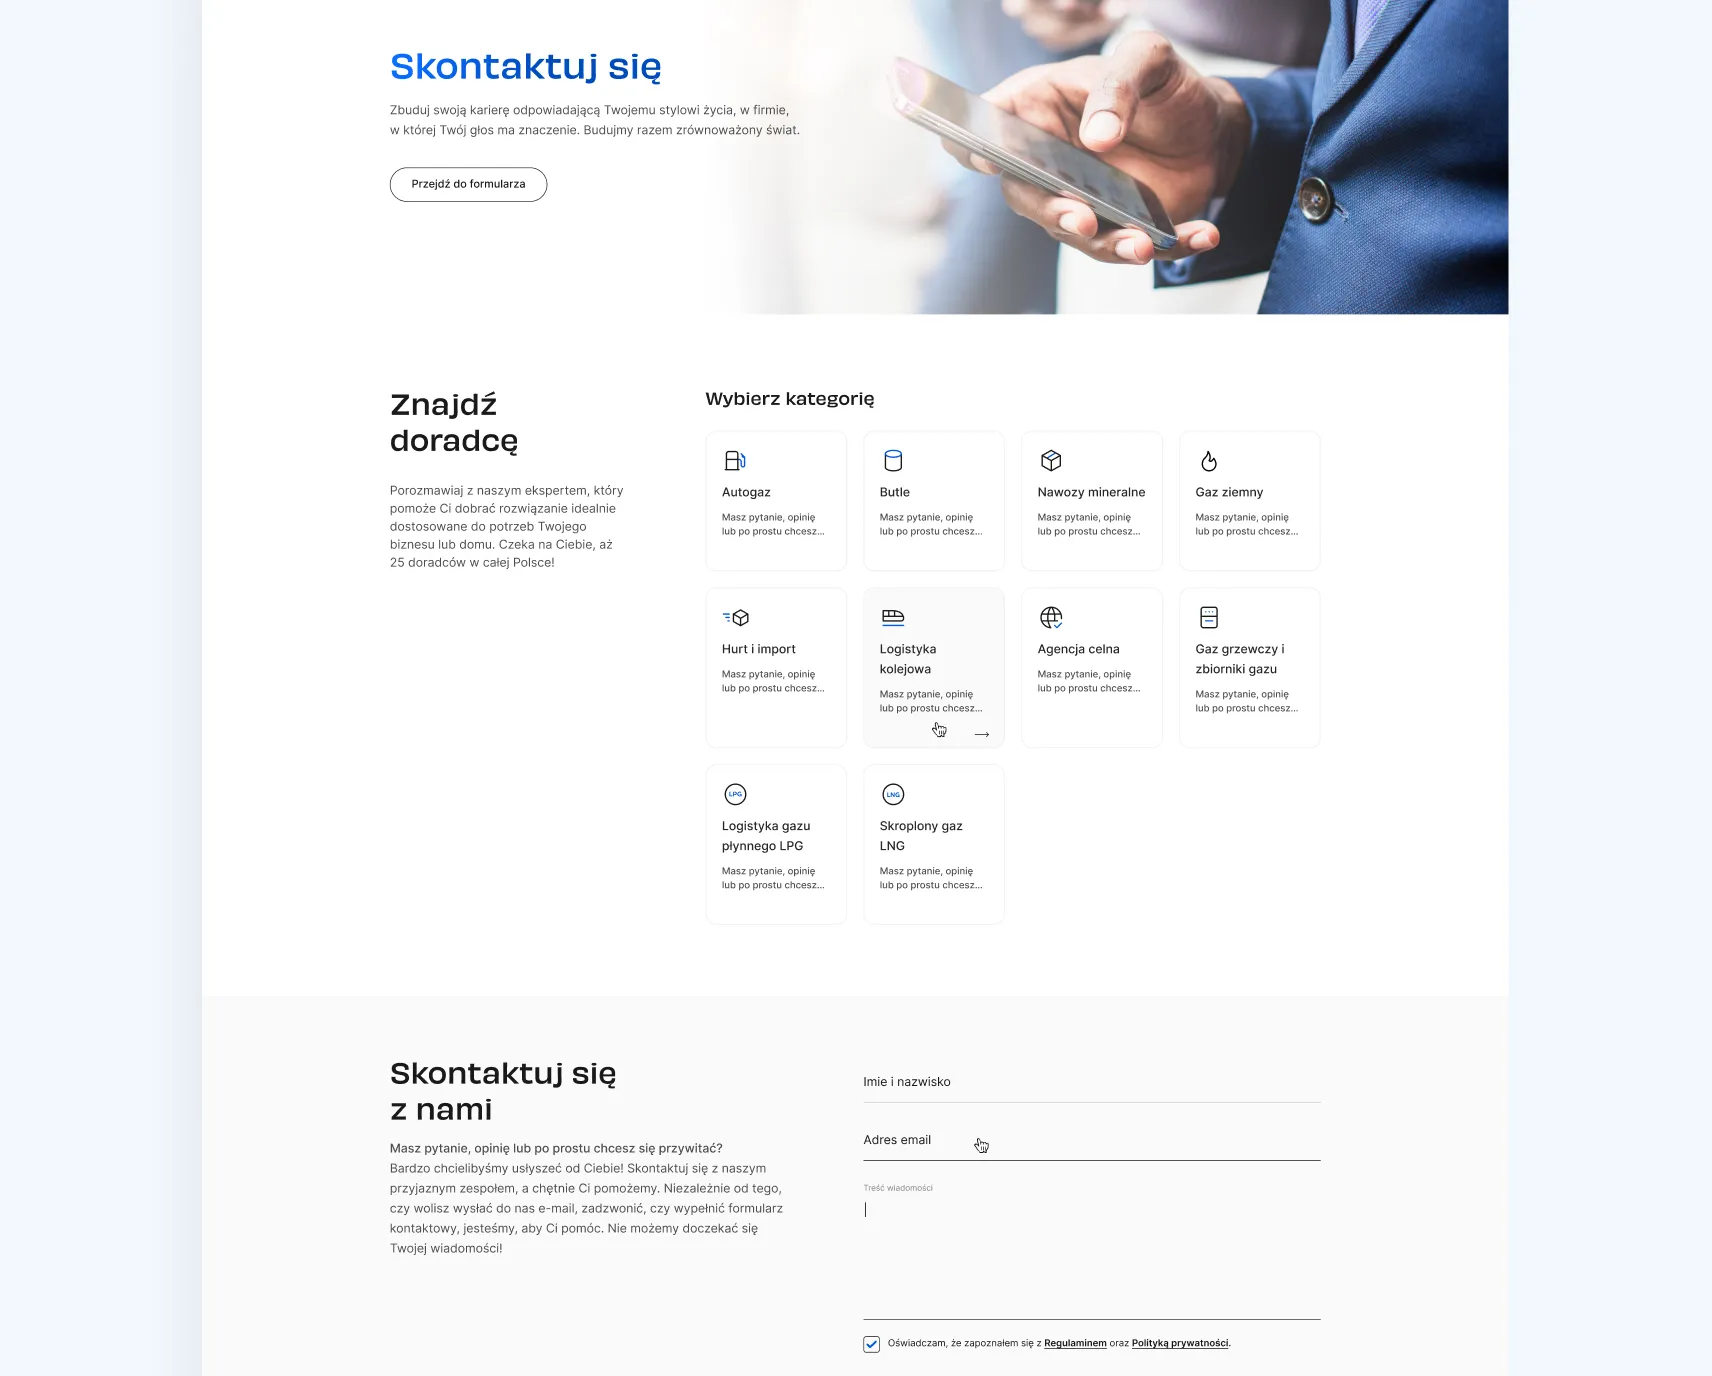 Skontaktuj się
Zbuduj swoją karierę odpowiadającą Twojemu stylowi życia, w firmie,
w której Twój głos ma znaczenie. Budujmy razem zrównoważony świat.
Przejdź do formularza
Znajdź
doradcę
Porozmawiaj z naszym ekspertem, który
pomoże Ci dobrać rozwiązanie idealnie
dostosowane do potrzeb Twojego
biznesu lub domu. Czeka na Ciebie, aż
25 doradców w całej Polsce!
Wybierz kategorię
Autogaz
Masz pytanie, opinię
lub po prostu chcesz...
Butle
Masz pytanie, opinię
lub po prostu chcesz...
Nawozy mineralne
Masz pytanie, opinię
lub po prostu chcesz...
Gaz ziemny
Masz pytanie, opinię
lub po prostu chcesz...
Hurt i import
Masz pytanie, opinię
lub po prostu chcesz...
Logistyka
kolejowa
Masz pytanie, opinię
lub po prostu chcesz...
Agencja celna
Masz pytanie, opinię
lub po prostu chcesz...
Gaz grzewczy i
zbiorniki gazu
Masz pytanie, opinię
lub po prostu chcesz...
LPG
Logistyka gazu
płynnego LPG
Masz pytanie, opinię
lub po prostu chcesz...
LNG
Skroplony gaz
LNG
Masz pytanie, opinię
lub po prostu chcesz...
Skontaktuj się
z nami
Masz pytanie, opinię lub po prostu chcesz się przywitać?
Bardzo chcielibyśmy usłyszeć od Ciebie! Skontaktuj się z naszym
przyjaznym zespołem, a chętnie Ci pomożemy. Niezależnie od tego,
czy wolisz wysłać do nas e-mail, zadzwonić, czy wypełnić formularz
kontaktowy, jesteśmy, aby Ci pomóc. Nie możemy doczekać się
Twojej wiadomości!
Imie i nazwisko
Adres email
Treść wiadomości
Oświadczam, że zapoznałem się z Regulaminem oraz Polityką prywatności.